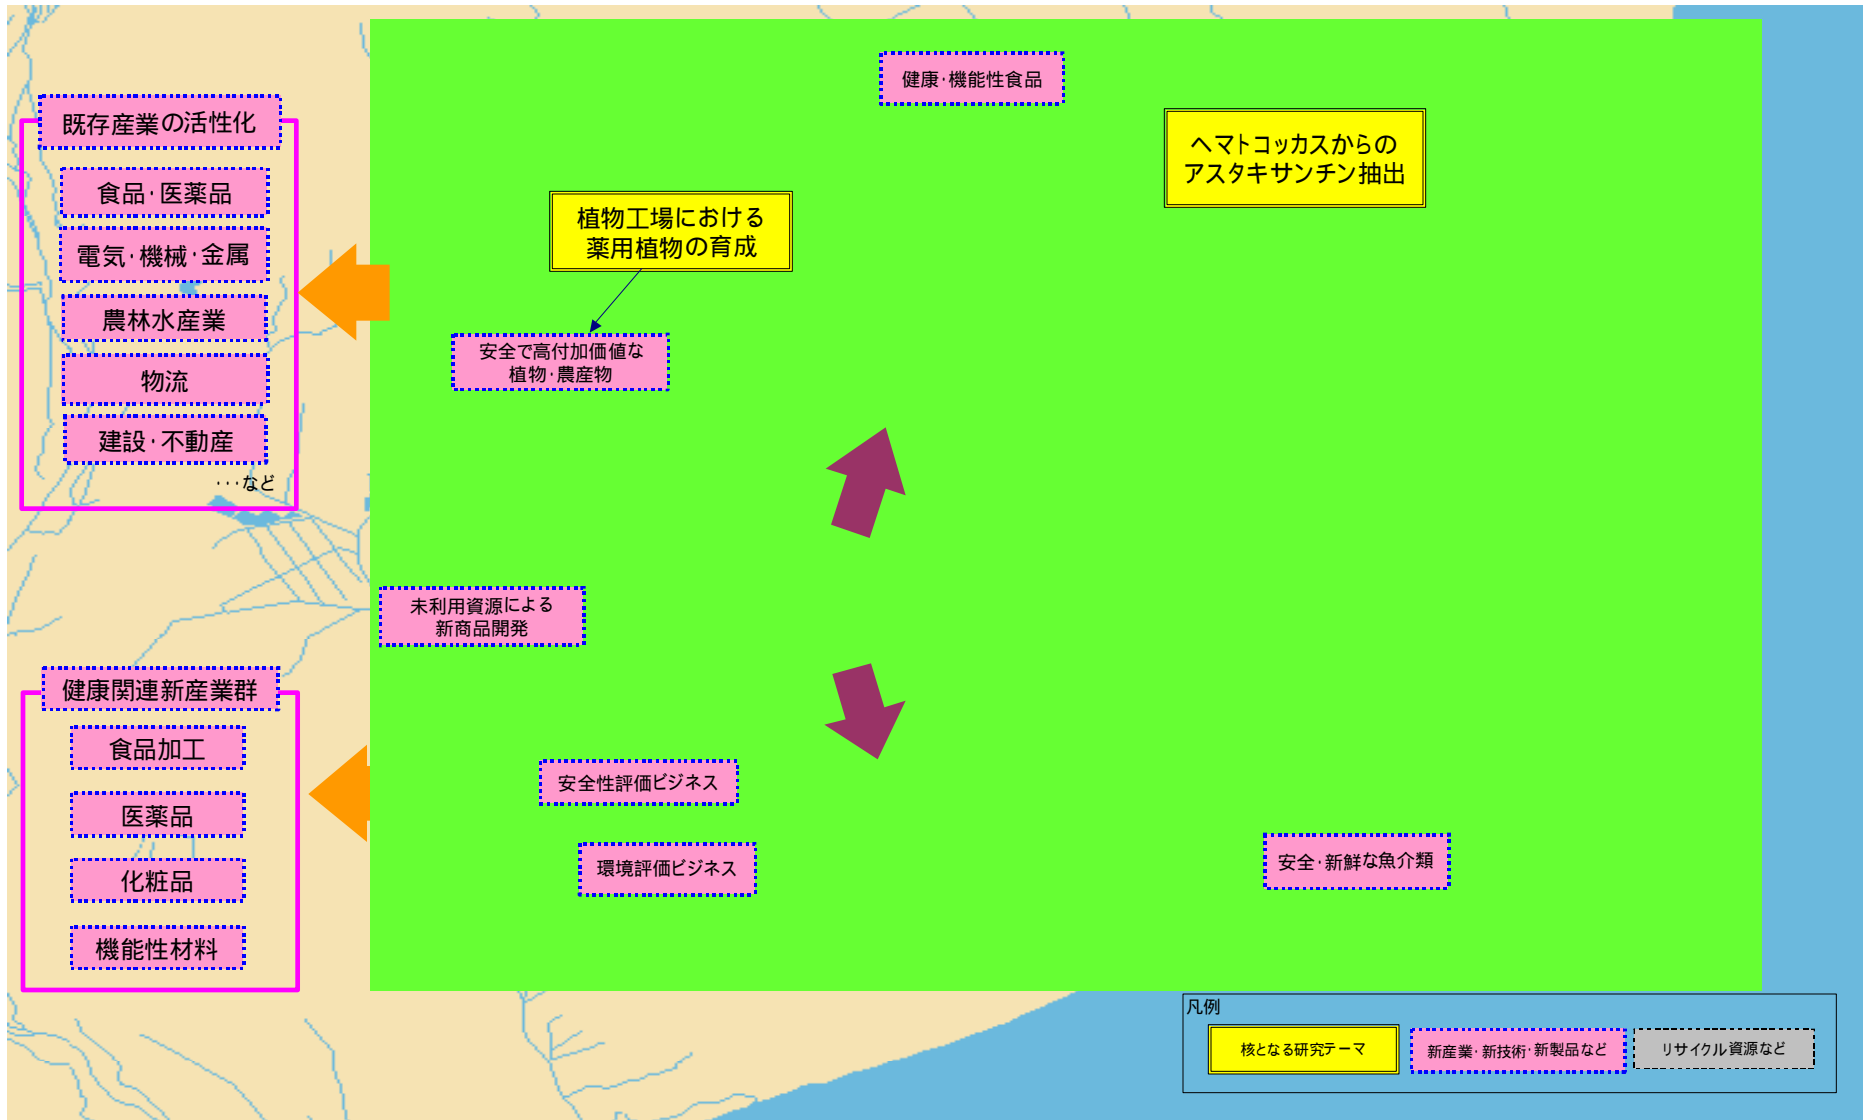 健康・機能性食品
ヘマトコッカスからの
アスタキサンチン抽出
植物工場における
薬用植物の育成
安全で高付加価値な
植物・農産物
既存産業の活性化
食品・医薬品
電気・機械・金属
農林水産業
物流
建設・不動産
・・・など
未利用資源による
新商品開発
健康関連新産業群
食品加工
医薬品
化粧品
機能性材料
安全性評価ビジネス
環境評価ビジネス
安全・新鮮な魚介類
凡例
核となる研究テーマ
新産業・新技術・新製品など
リサイクル資源など